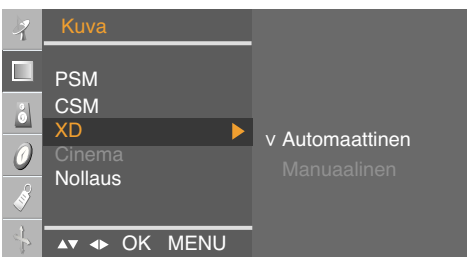 Kuva
PSM
CSM
XD
Cinema
Nollaus
v Automaattinen
Manuaalinen
OK MENU